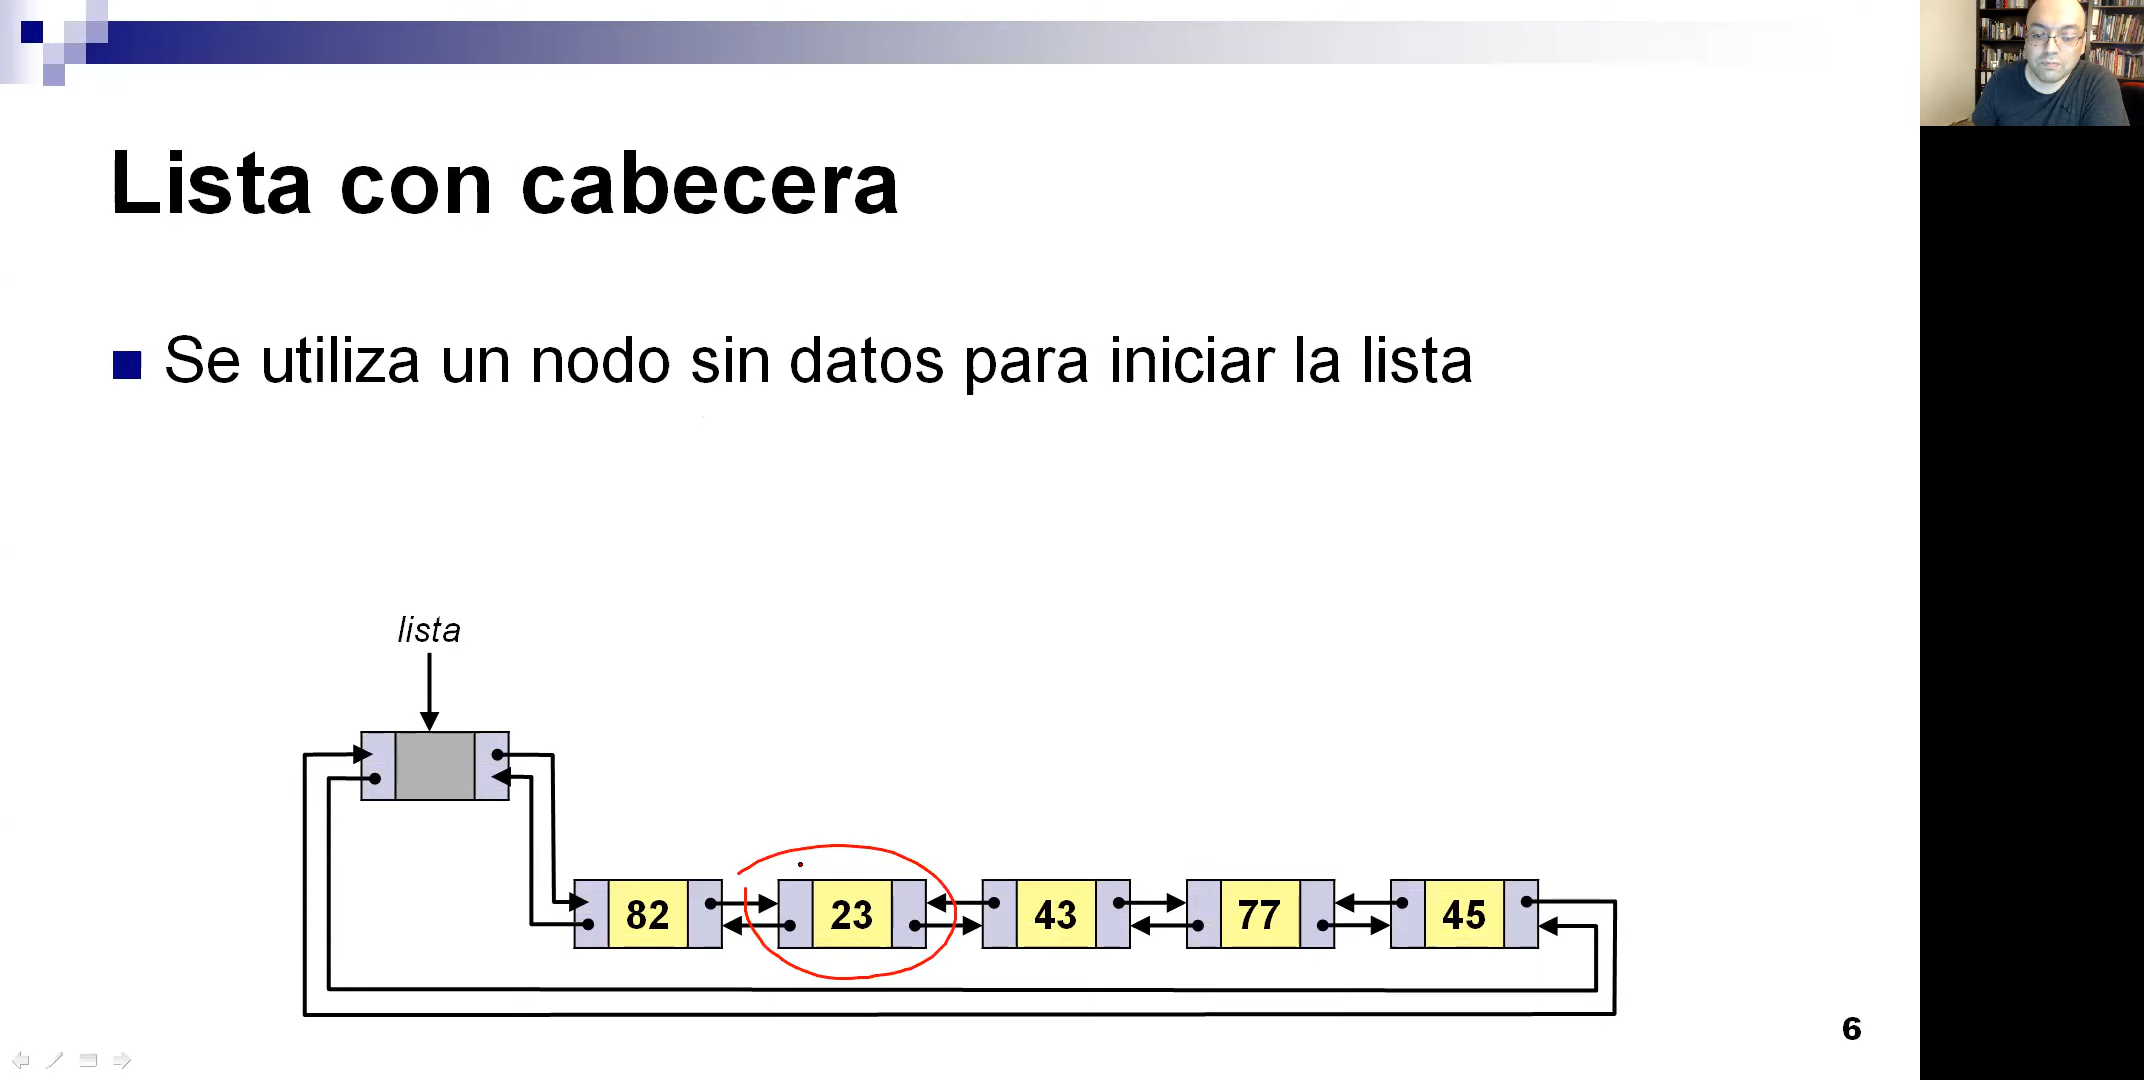 Lista con cabecera
Se utiliza un nodo sin datos para iniciar la lista
lista
82 23 43 77 45
6